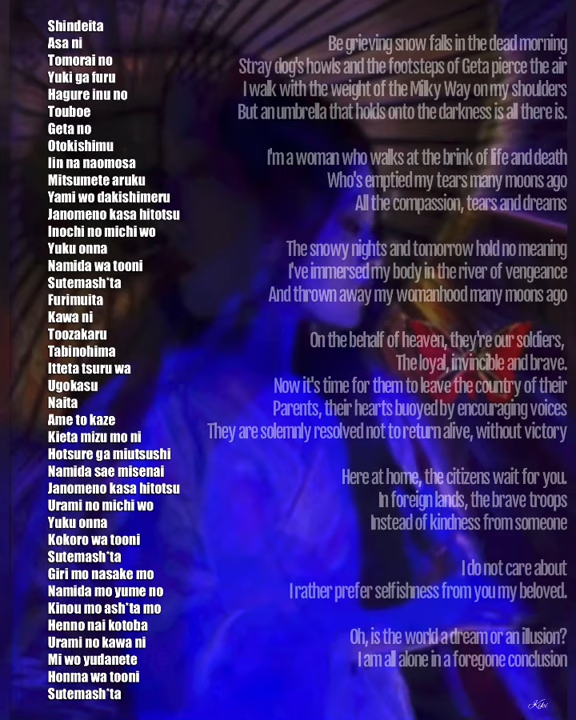 Shindeita
Asa ni
Tomorai no
Yuki ga furu
Hagure inu no
Touboe
Geta no
Otokishimu
Iin na naomosa
Mitsumete aruku
Yami wo dakishimeru
Janomeno kasa hitotsu
Inochi no michi wo
Yuku onna
Namida wa tooni
Sutemash*ta
Furimuita
Kawa ni
Toozakaru
Tabinohima
Itteta tsuru wa
Ugokasu
Naita
Ame to kaze
Kieta mizu mo ni
Hotsure ga miutsushi
Namida sae misenai
Janomeno kasa hitotsu
Urami no michi wo
Yuku onna
Kokoro wa tooni
Sutemash*ta
Giri mo nasake mo
Namida mo yume no
Kinou mo ash*ta mo
Henno nai kotoba
Urami no kawa ni
Mi wo yudanete
Honma wa tooni
Sutemash*ta
Be grieving snow falls in the dead morning
Stray dog's howls and the footsteps of Geta pierce the air
I walk with the weight of the Milky Way on my shoulders
But an umbrella that holds onto the darkness is all there is.
I'm a woman who walks at the brink of life and death
Who's emptied my tears many moons ago
All the compassion, tears and dreams
The snowy nights and tomorrow hold no meaning
I've immersed my body in the river of vengeance
And thrown away my womanhood many moons ago
On the behalf of heaven, they're our soldiers,
The loyal, invincible and brave.
Now it's time for them to leave the country of their
Parents, their hearts buoyed by encouraging voices
They are solemnly resolved not to return alive, without victory
Here at home, the citizens wait for you.
In foreign lands, the brave troops
Instead of kindness from someone
I do not care about
I rather prefer selfishness from you my beloved.
Oh, is the world a dream or an illusion?
I am all alone in a foregone conclusion